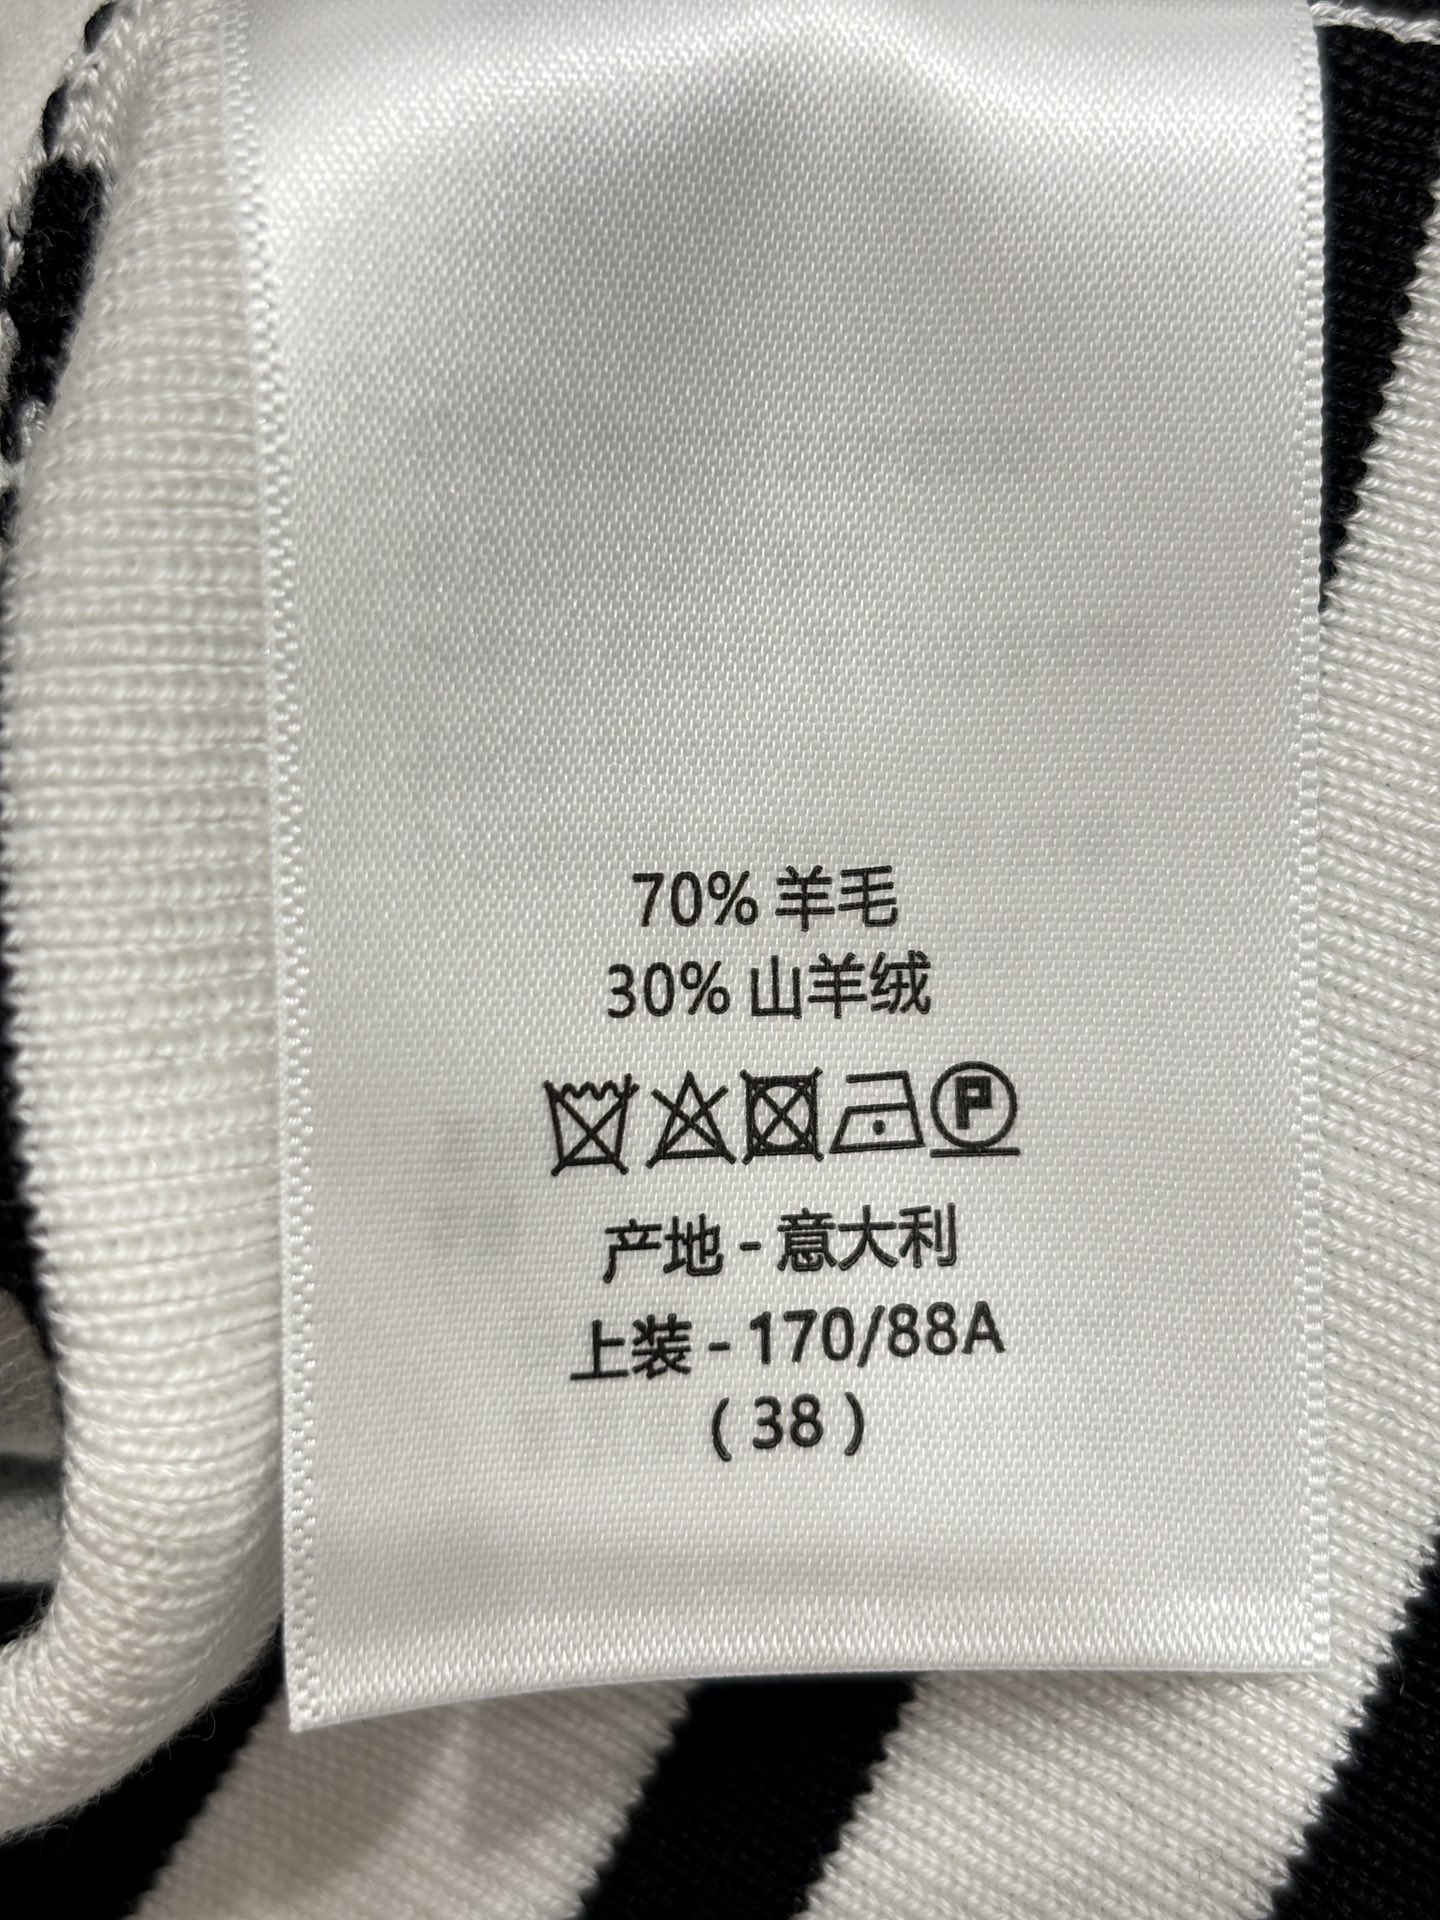 70% 羊毛
30% 山羊绒
P
产地 - 意大利
上装 - 170/88A
( 38 )